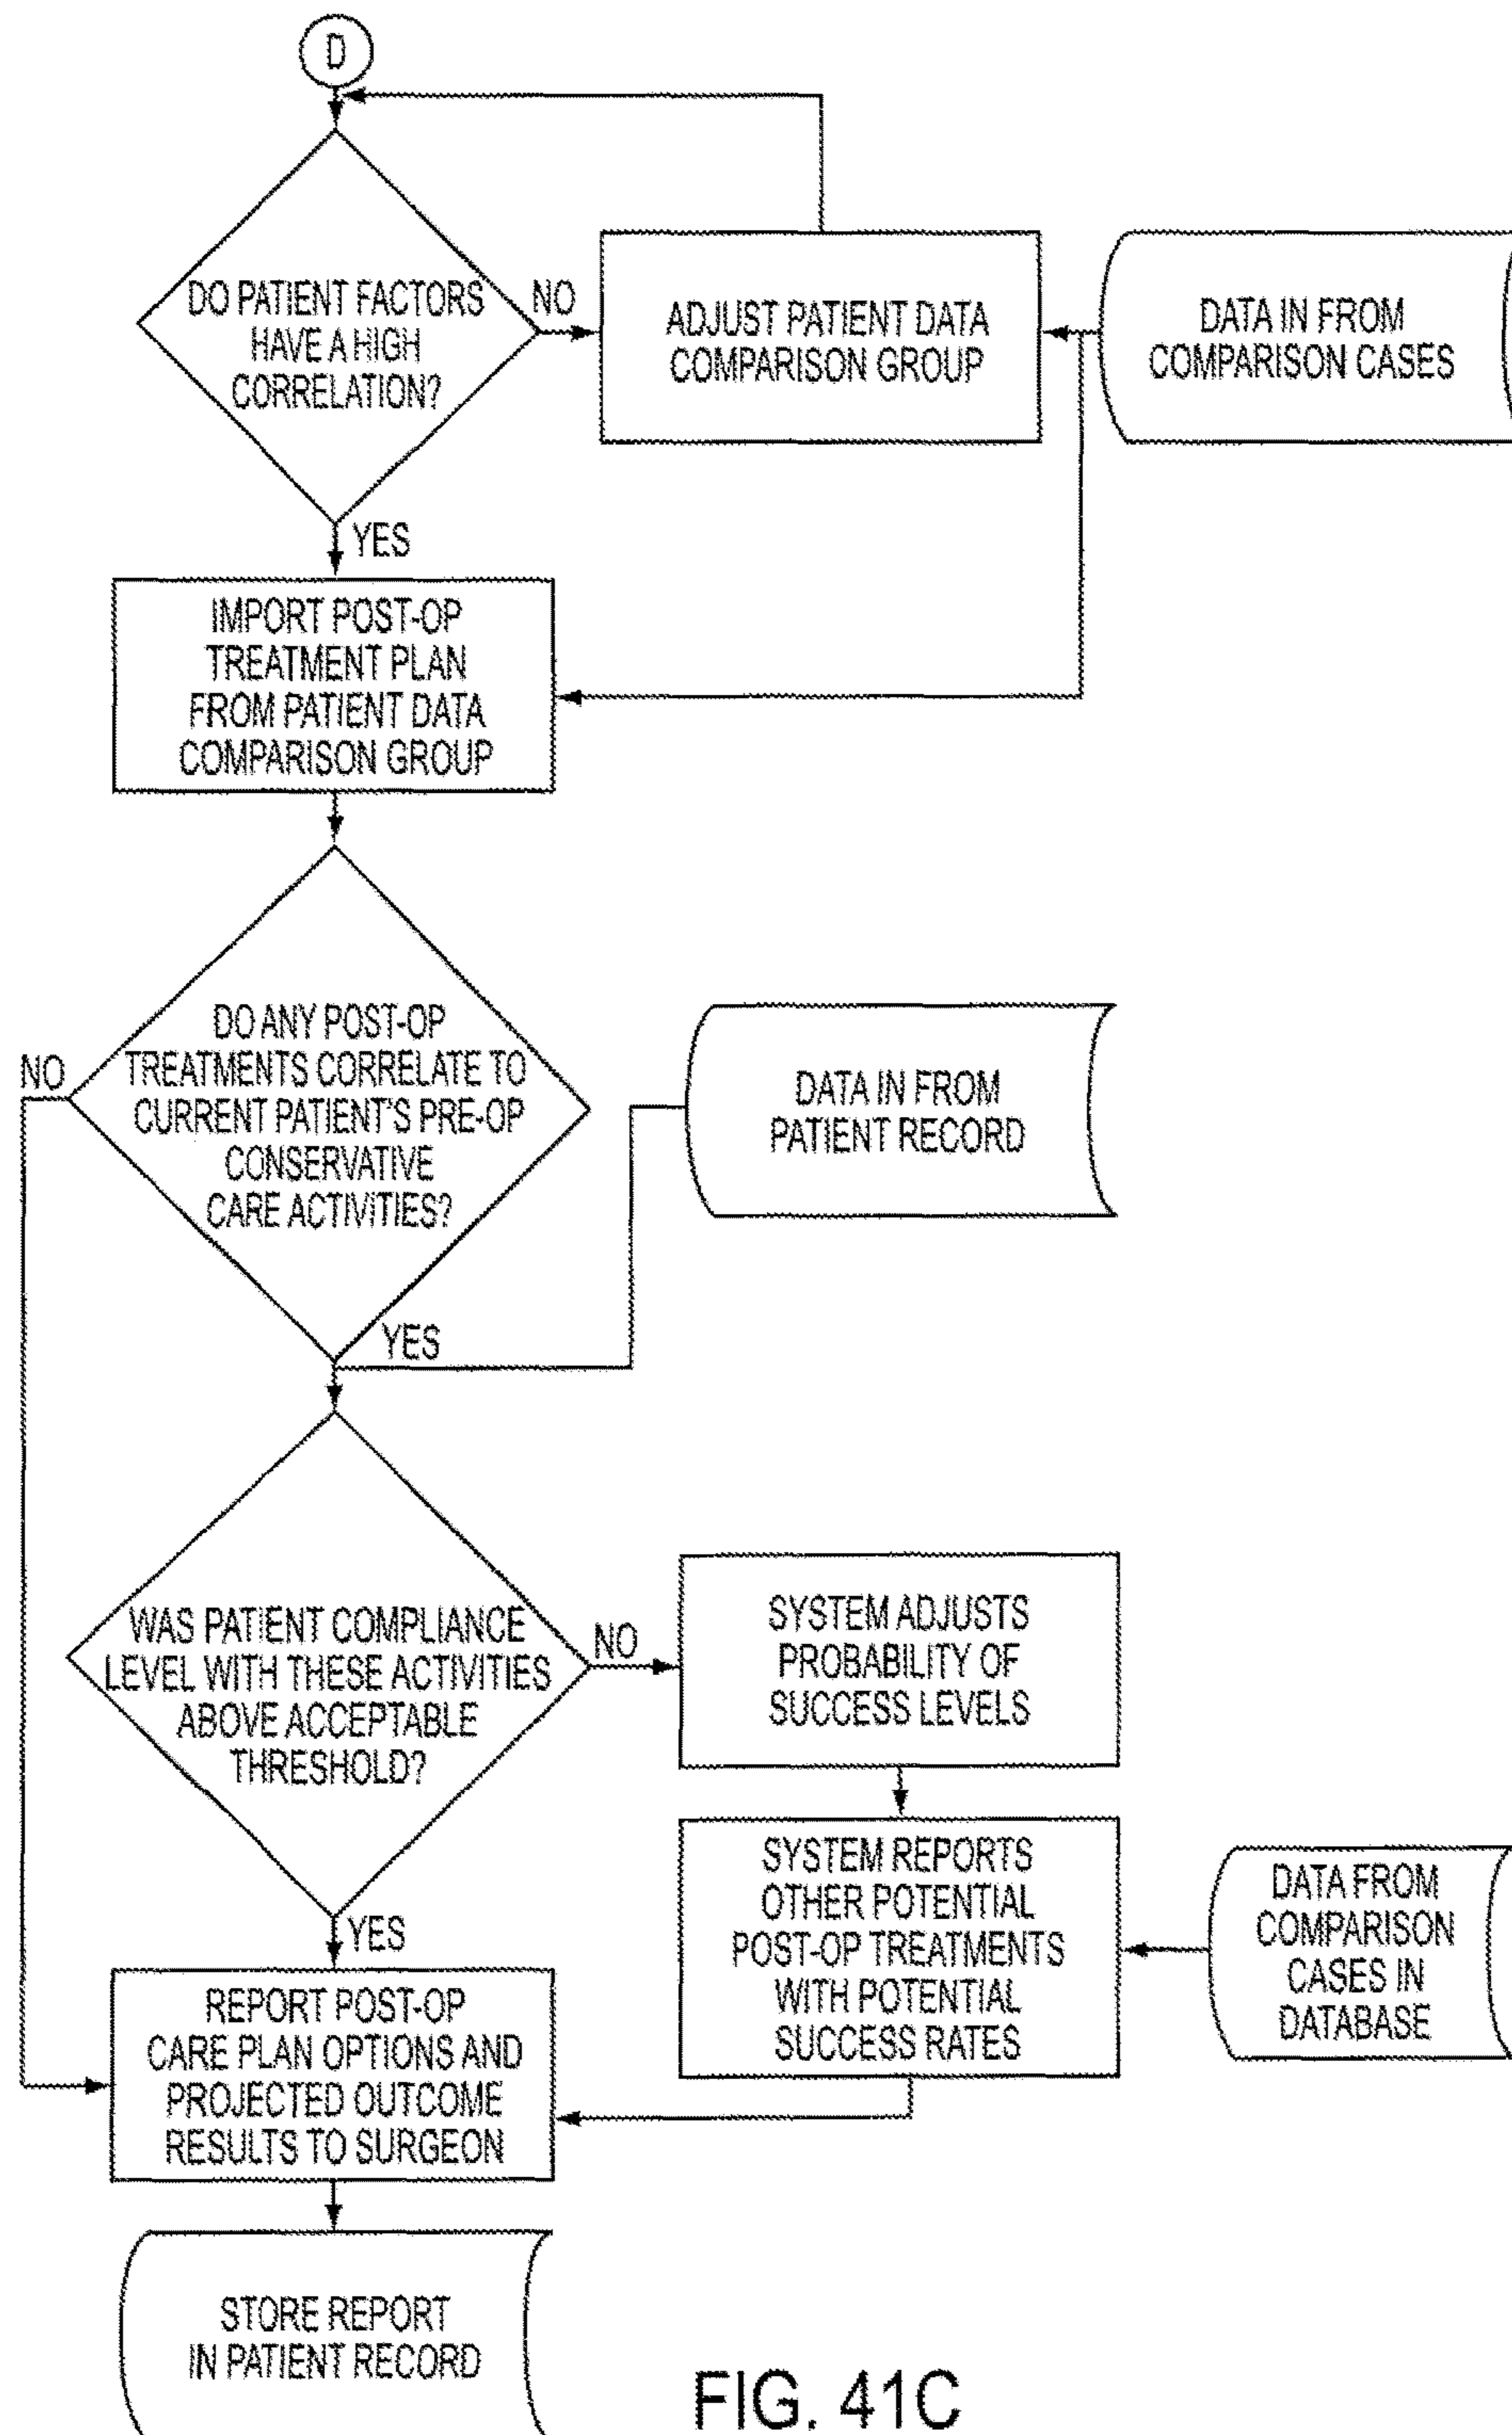 D
DO PATIENT FACTORS
HAVE A HIGH
CORRELATION?
NO
ADJUST PATIENT DATA
COMPARISON GROUP
DATA IN FROM
COMPARISON CASES
YES
IMPORT POST-OP
TREATMENT PLAN
FROM PATIENT DATA
COMPARISON GROUP
DO ANY POST-OP
TREATMENTS CORRELATE TO
CURRENT PATIENT'S PRE-OP
CONSERVATIVE
CARE ACTIVITIES?
NO
DATA IN FROM
PATIENT RECORD
YES
WAS PATIENT COMPLIANCE
LEVEL WITH THESE ACTIVITIES
ABOVE ACCEPTABLE
THRESHOLD?
NO
SYSTEM ADJUSTS
PROBABILITY OF
SUCCESS LEVELS
SYSTEM REPORTS
OTHER POTENTIAL
POST-OP TREATMENTS
WITH POTENTIAL
SUCCESS RATES
DATA FROM
COMPARISON
CASES IN
DATABASE
YES
REPORT POST-OP
CARE PLAN OPTIONS AND
PROJECTED OUTCOME
RESULTS TO SURGEON
STORE REPORT
IN PATIENT RECORD
FIG. 41C